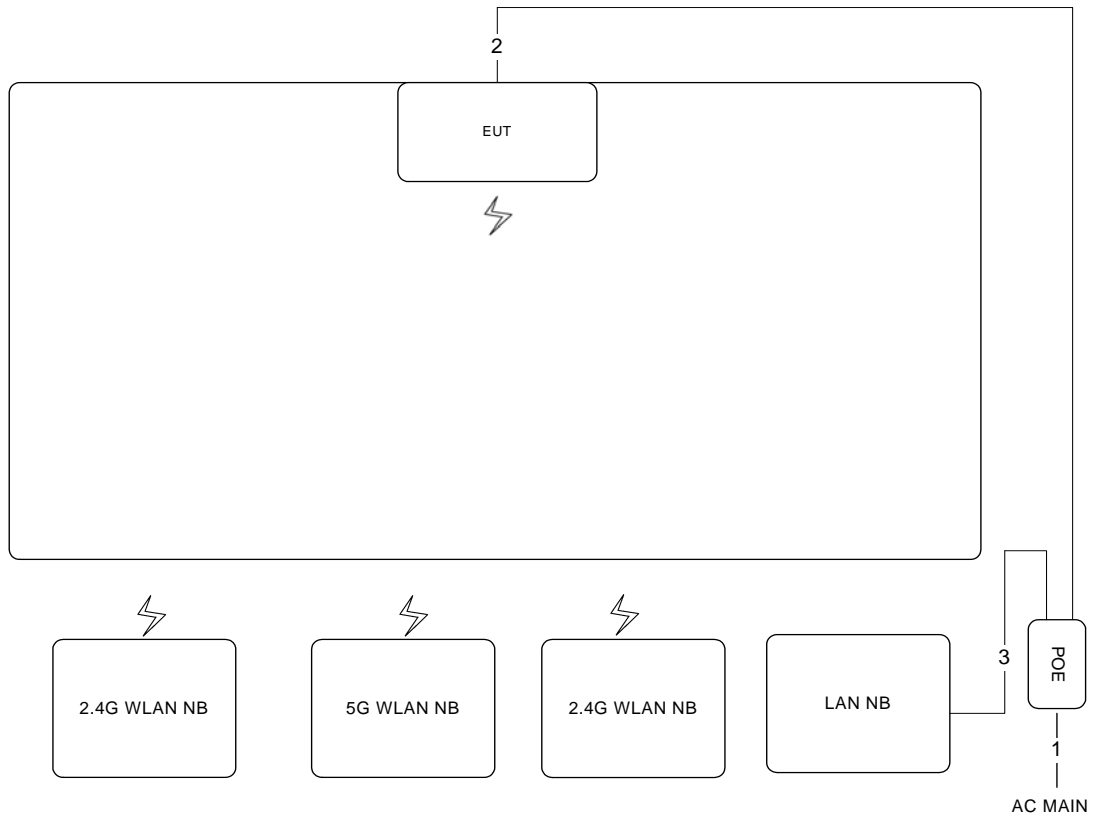 2
EUT
2.4G WLAN NB
5G WLAN NB
2.4G WLAN NB
LAN NB
3
POE
1
AC MAIN